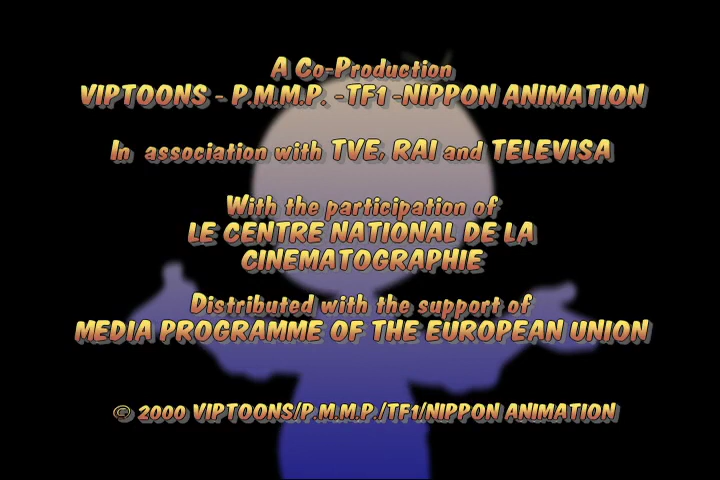 A Co-Production
VIPTOONS - P.M.M.P. -TF1 -NIPPON ANIMATION
In association with TVE, RAI and TELEVISA
With the participation of
LE CENTRE NATIONAL DE LA
CINEMATOGRAPHIE
Distributed with the support of
MEDIA PROGRAMME OF THE EUROPEAN UNION
© 2000 VIPTOONS/P.M.M.P./TF1/NIPPON ANIMATION